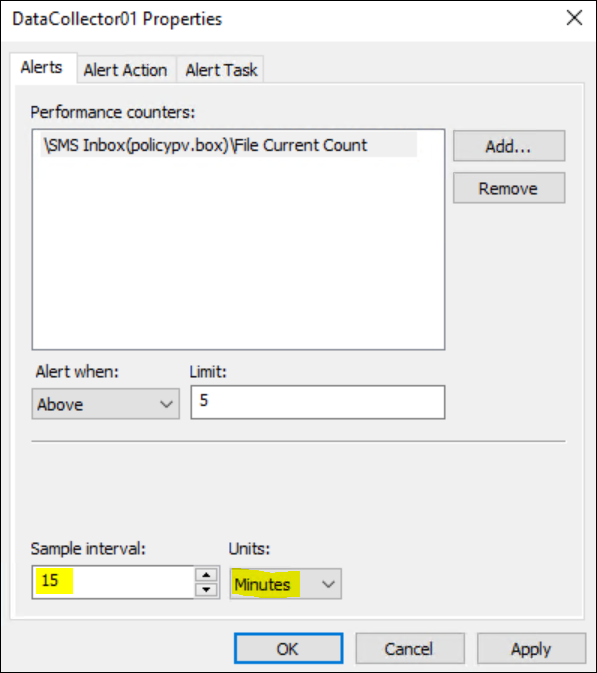 DataCollector01 Properties
Alerts
Alert Action
Alert Task
Performance counters:
\SMS Inbox(policypv.box)\File Current Count
Add...
Remove
Alert when:
Limit:
Above
5
Sample interval:
Units:
15
Minutes
OK
Cancel
Apply